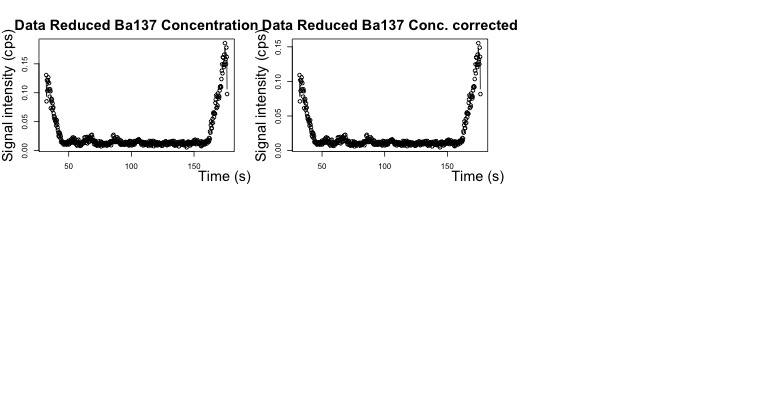 Data Reduced Ba137 Concentration
Signal intensity (cps)
0.00 0.05 0.10 0.15
50 100 150
Time (s)
Data Reduced Ba137 Conc. corrected
Signal intensity (cps)
0.00 0.05 0.10 0.15
50 100 150
Time (s)